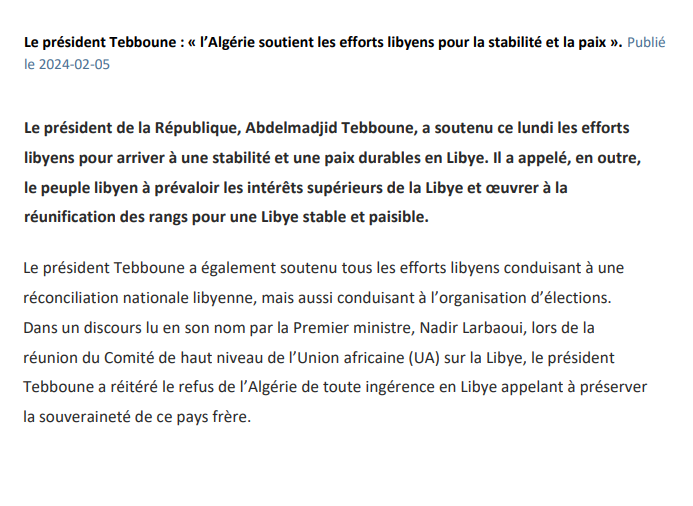 Le président Tebboune : « l’Algérie soutient les efforts libyens pour la stabilité et la paix ». Publié
le 2024-02-05
Le président de la République, Abdelmadjid Tebboune, a soutenu ce lundi les efforts
libyens pour arriver à une stabilité et une paix durables en Libye. Il a appelé, en outre,
le peuple libyen à prévaloir les intérêts supérieurs de la Libye et œuvrer à la
réunification des rangs pour une Libye stable et paisible.
Le président Tebboune a également soutenu tous les efforts libyens conduisant à une
réconciliation nationale libyenne, mais aussi conduisant à l’organisation d’élections.
Dans un discours lu en son nom par la Premier ministre, Nadir Larbaoui, lors de la
réunion du Comité de haut niveau de l’Union africaine (UA) sur la Libye, le président
Tebboune a réitéré le refus de l’Algérie de toute ingérence en Libye appelant à préserver
la souveraineté de ce pays frère.